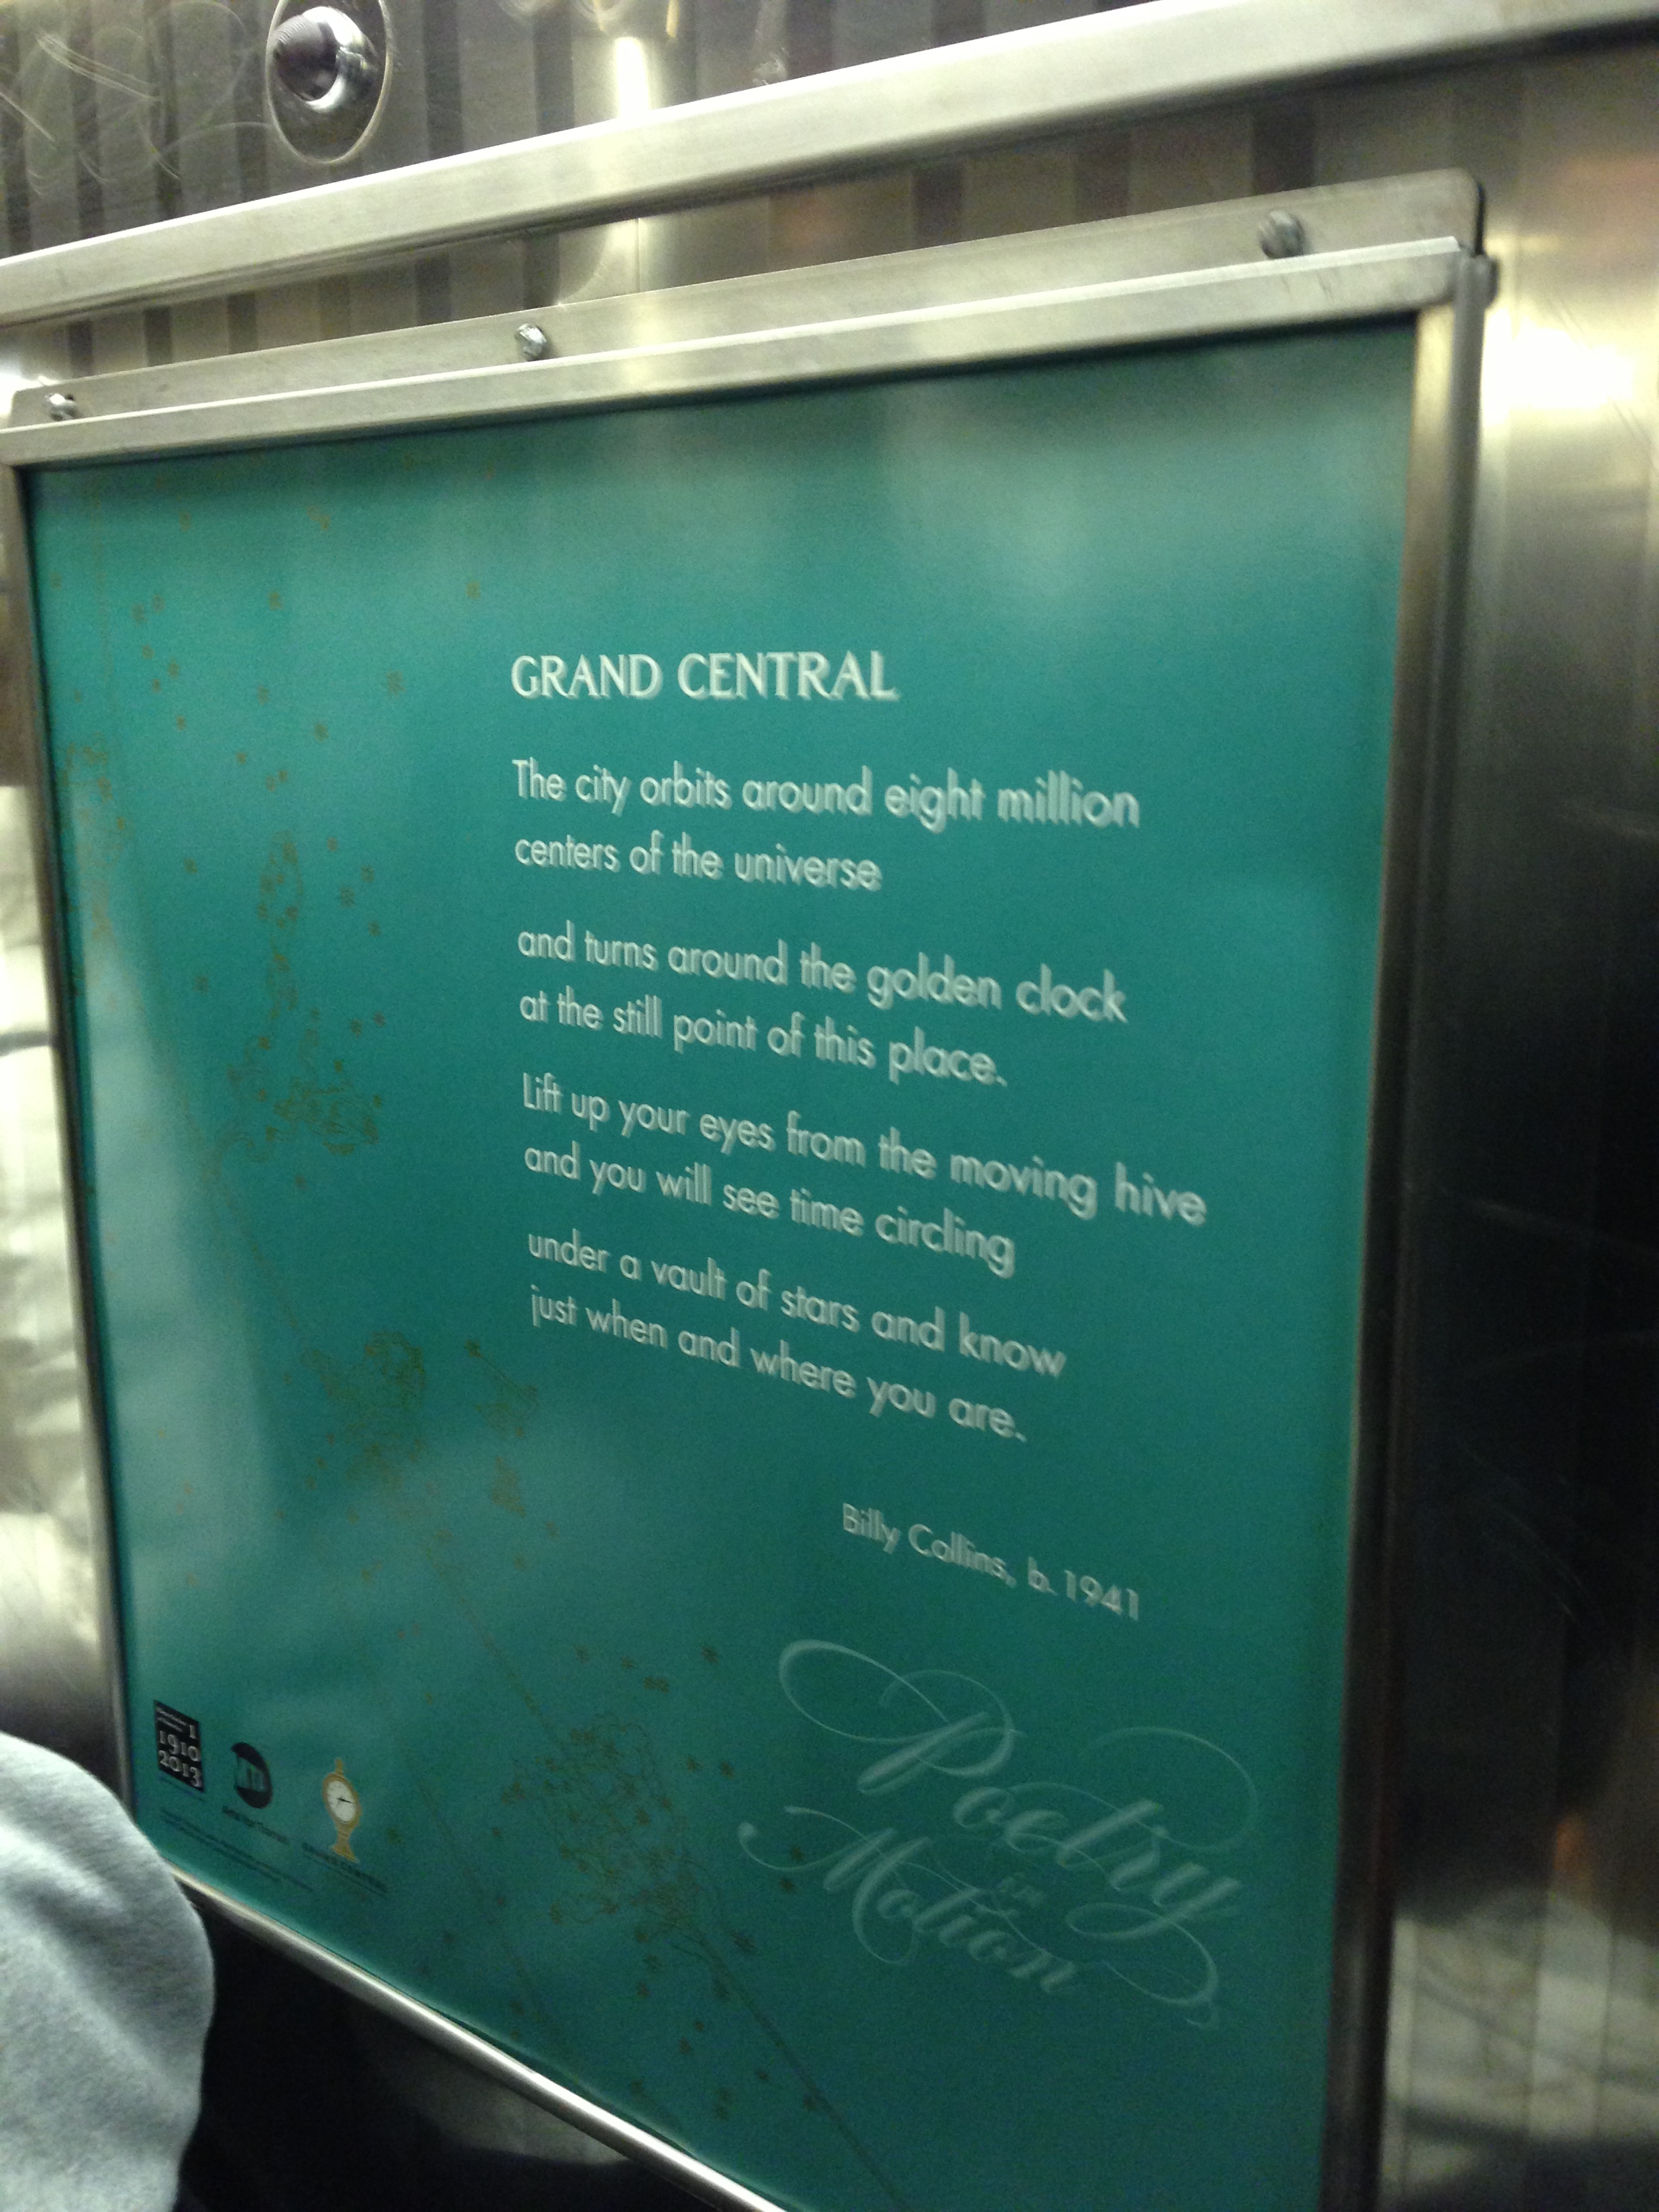 GRAND CENTRAL
The city orbits around eight million
centers of the universe
and turns around the golden clock
at the still point of this place.
Lift up your eyes from the moving hive
and you will see time circling
under a vault of stars and know
just when and where you are.
Billy Collins, b. 1941
Poetry
in
Motion
1
1910
2013
MTA